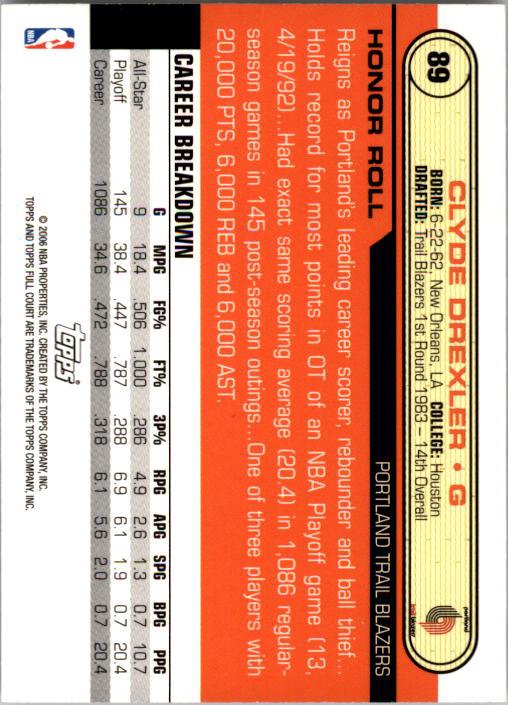 89
CLYDE DREXLER • G
BORN: 6-22-62, New Orleans, LA COLLEGE: Houston
DRAFTED: Trail Blazers 1st Round 1983 – 14th Overall
portland
trail blazers
PORTLAND TRAIL BLAZERS
HONOR ROLL
Reigns as Portland's leading career scorer, rebounder and ball thief...
Holds record for most points in OT of an NBA Playoff game (13,
4/19/92)...Had exact same scoring average (20.4) in 1,086 regular-
season games in 145 post-season outings...One of three players with
20,000 PTS, 6,000 REB and 6,000 AST.
CAREER BREAKDOWN
G MPG FG% FT% 3P% RPG APG SPG BPG PPG
All-Star 9 18.4 .506 1.000 .286 4.9 2.6 1.3 0.7 10.7
Playoff 145 38.4 .447 .787 .288 6.9 6.1 1.9 0.7 20.4
Career 1086 34.6 .472 .788 .318 6.1 5.6 2.0 0.7 20.4
NBA
topps®
© 2006 NBA PROPERTIES, INC. CREATED BY THE TOPPS COMPANY, INC.
TOPPS AND TOPPS FULL COURT ARE TRADEMARKS OF THE TOPPS COMPANY, INC.